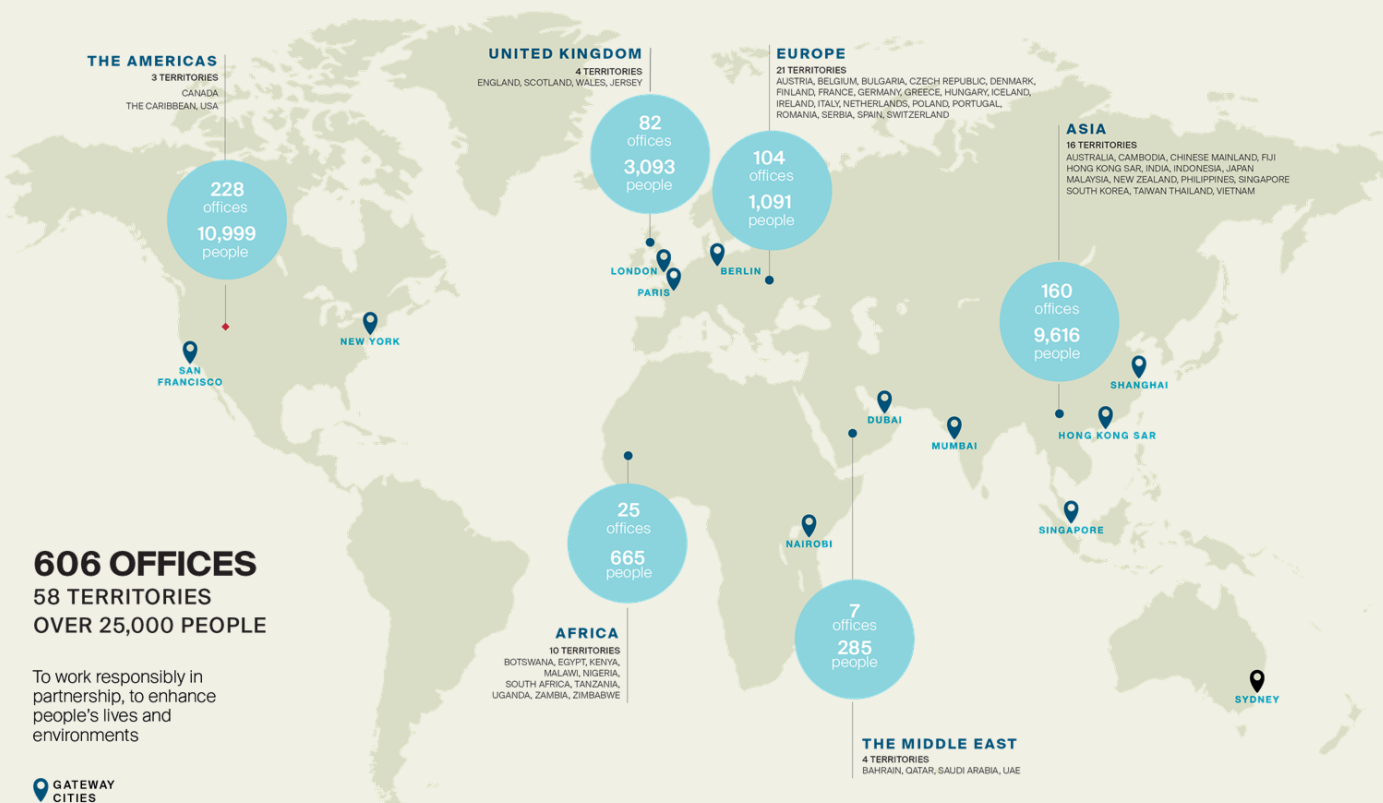 THE AMERICAS
3 TERRITORIES
CANADA
THE CARIBBEAN, USA
228
offices
10,999
people
UNITED KINGDOM
4 TERRITORIES
ENGLAND, SCOTLAND, WALES, JERSEY
82
offices
3,093
people
EUROPE
21 TERRITORIES
AUSTRIA, BELGIUM, BULGARIA, CZECH REPUBLIC, DENMARK,
FINLAND, FRANCE, GERMANY, GREECE, HUNGARY, ICELAND,
IRELAND, ITALY, NETHERLANDS, POLAND, PORTUGAL,
ROMANIA, SERBIA, SPAIN, SWITZERLAND
104
offices
1,091
people
ASIA
16 TERRITORIES
AUSTRALIA, CAMBODIA, CHINESE MAINLAND, FIJI
HONG KONG SAR, INDIA, INDONESIA, JAPAN
MALAYSIA, NEW ZEALAND, PHILIPPINES, SINGAPORE
SOUTH KOREA, TAIWAN THAILAND, VIETNAM
160
offices
9,616
people
LONDON
BERLIN
PARIS
NEW YORK
SAN
FRANCISCO
SHANGHAI
DUBAI
HONG KONG SAR
MUMBAI
SINGAPORE
NAIROBI
SYDNEY
25
offices
665
people
AFRICA
10 TERRITORIES
BOTSWANA, EGYPT, KENYA,
MALAWI, NIGERIA,
SOUTH AFRICA, TANZANIA,
UGANDA, ZAMBIA, ZIMBABWE
7
offices
285
people
THE MIDDLE EAST
4 TERRITORIES
BAHRAIN, QATAR, SAUDI ARABIA, UAE
606 OFFICES
58 TERRITORIES
OVER 25,000 PEOPLE
To work responsibly in
partnership, to enhance
people's lives and
environments
GATEWAY
CITIES